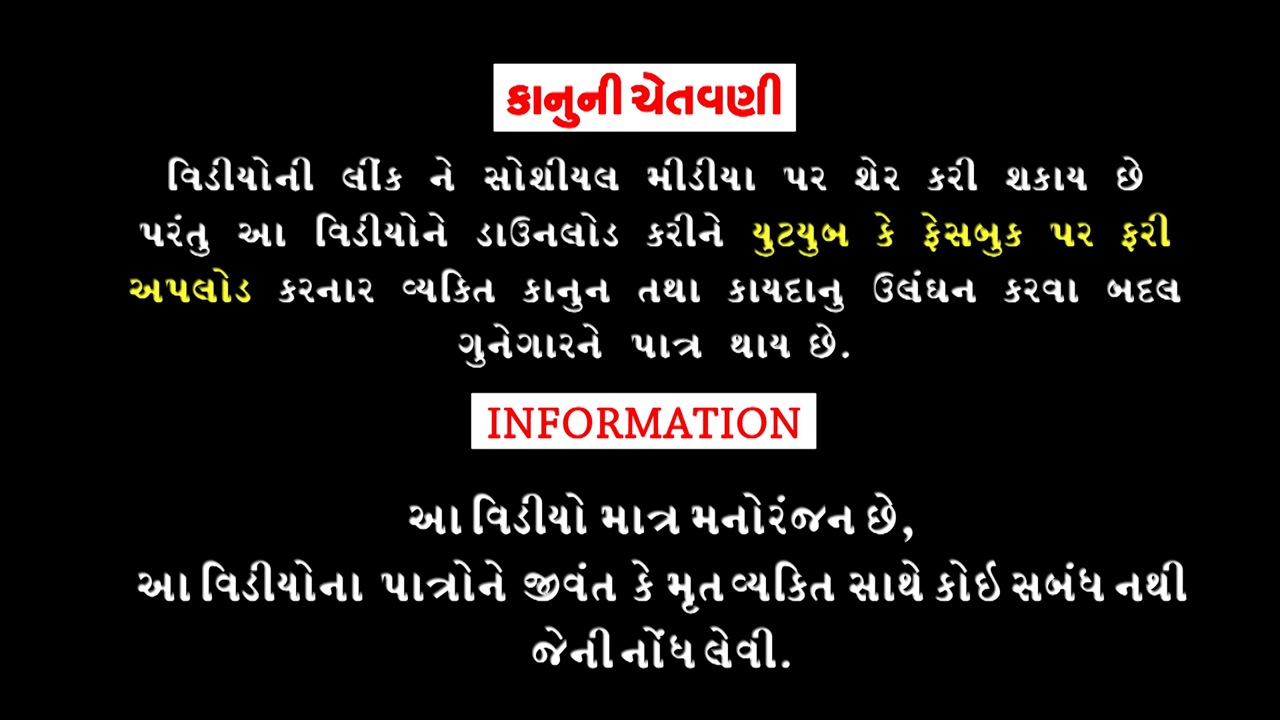 કાનુની ચેતવણી
વિડીયોની લીંક ને સોશીયલ મીડીયા પર શેર કરી શકાય છે
પરંતુ આ વિડીયોને ડાઉનલોડ કરીને યુટયુબ કે ફેસબુક પર ફરી
અપલોડ કરનાર વ્યકિત કાનુન તથા કાયદાનુ ઉલંઘન કરવા બદલ
ગુનેગારને પાત્ર થાય છે.
INFORMATION
આ વિડીયો માત્ર મનોરંજન છે,
આ વિડીયોના પાત્રોને જીવંત કે મૃત વ્યકિત સાથે કોઇ સબંધ નથી
જેની નોંધ લેવી.